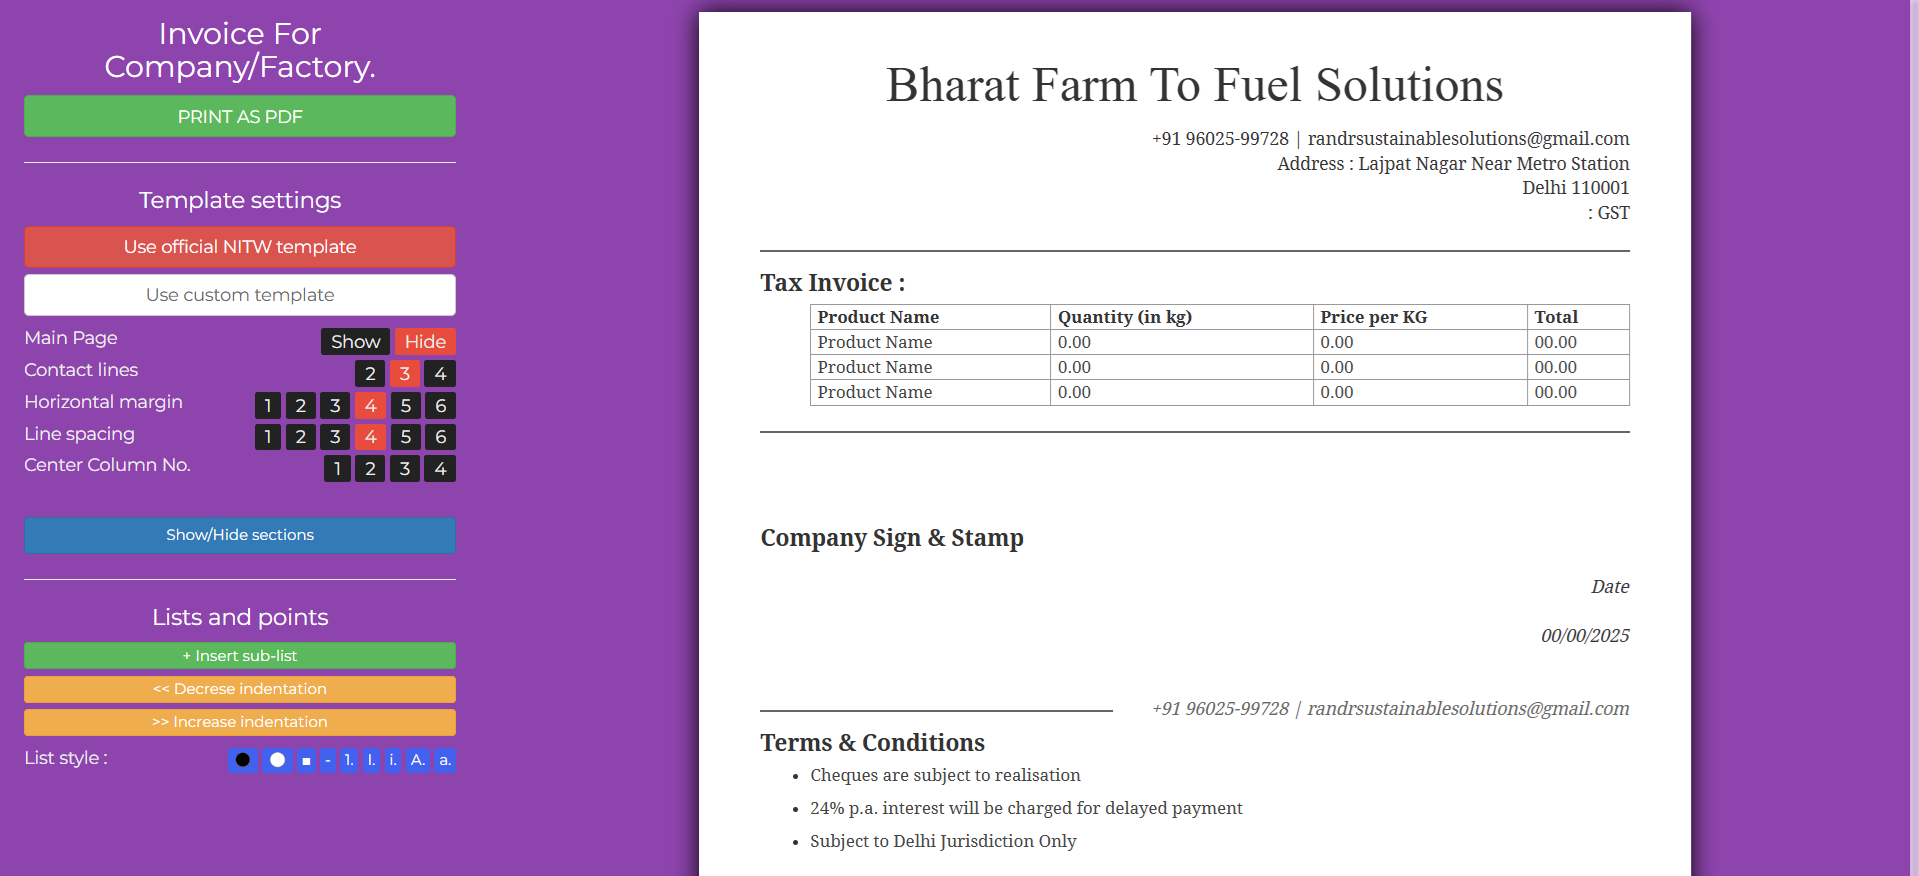 Invoice For
Company/Factory.
PRINT AS PDF
Template settings
Use official NITW template
Use custom template
Main Page Show Hide
Contact lines 2 3 4
Horizontal margin 1 2 3 4 5 6
Line spacing 1 2 3 4 5 6
Center Column No. 1 2 3 4
Show/Hide sections
Lists and points
+ Insert sub-list
<< Decrese indentation
>> Increase indentation
List style : ● ● ■ - 1. I. i. A. a.
Bharat Farm To Fuel Solutions
+91 96025-99728 | randrsustainablesolutions@gmail.com
Address : Lajpat Nagar Near Metro Station
Delhi 110001
: GST
Tax Invoice :
Product Name Quantity (in kg) Price per KG Total
Product Name 0.00 0.00 00.00
Product Name 0.00 0.00 00.00
Product Name 0.00 0.00 00.00
Company Sign & Stamp
Date
00/00/2025
+91 96025-99728 | randrsustainablesolutions@gmail.com
Terms & Conditions
• Cheques are subject to realisation
• 24% p.a. interest will be charged for delayed payment
• Subject to Delhi Jurisdiction Only